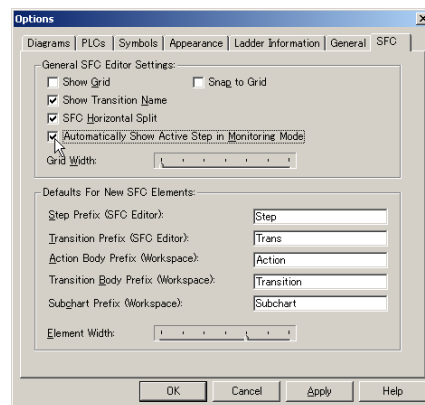 Options
Diagrams PLCs Symbols Appearance Ladder Information General SFC
General SFC Editor Settings:
Show Grid Snap to Grid
Show Transition Name
SFC Horizontal Split
Automatically Show Active Step in Monitoring Mode
Grid Width:
Defaults For New SFC Elements:
Step Prefix (SFC Editor): Step
Transition Prefix (SFC Editor): Trans
Action Body Prefix (Workspace): Action
Transition Body Prefix (Workspace): Transition
Subchart Prefix (Workspace): Subchart
Element Width:
OK Cancel Apply Help